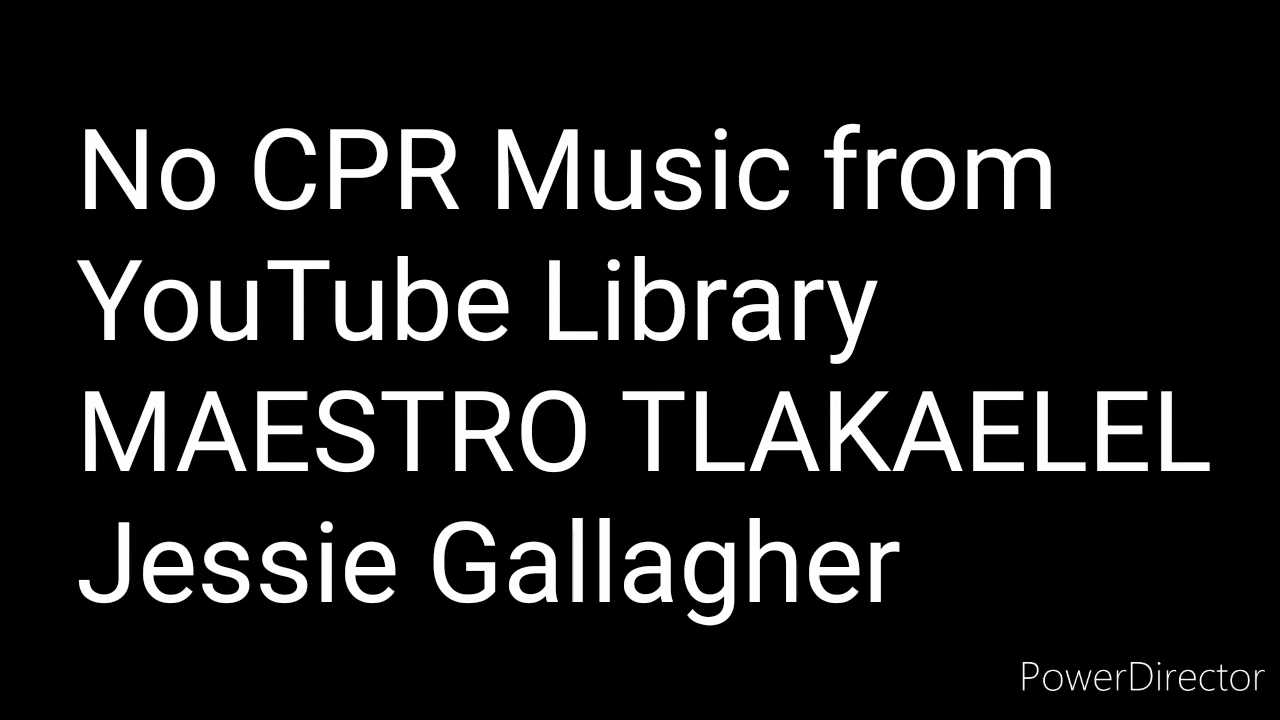 No CPR Music from
YouTube Library
MAESTRO TLAKAELEL
Jessie Gallagher
PowerDirector